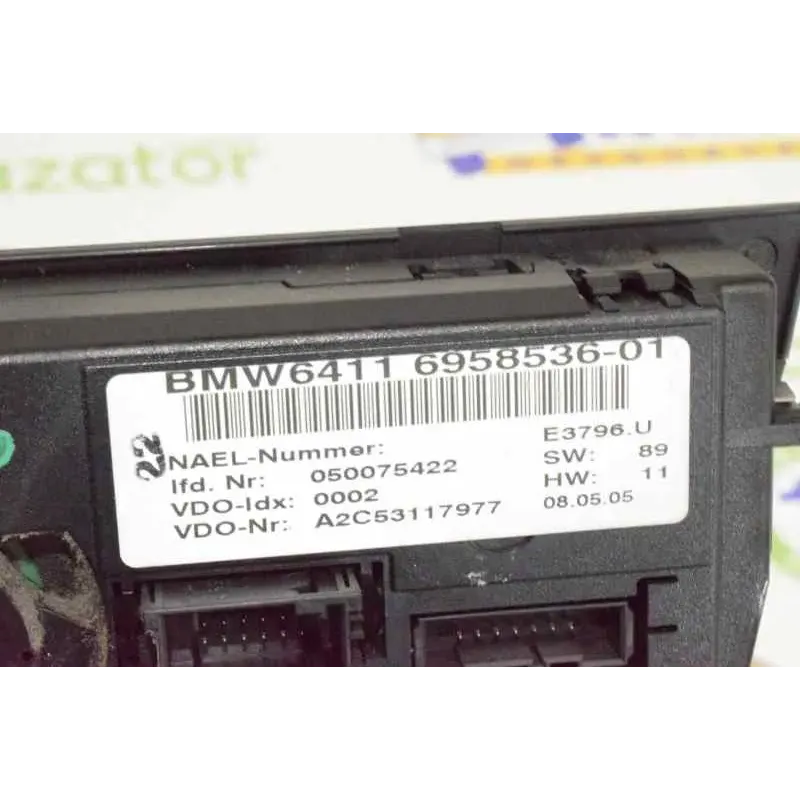 azator
BMW6411 6958536-01
22
NAEL-Nummer: E3796.U
lfd. Nr: 050075422 SW: 89
VDO-Idx: 0002 HW: 11
VDO-Nr: A2C53117977 08.05.05